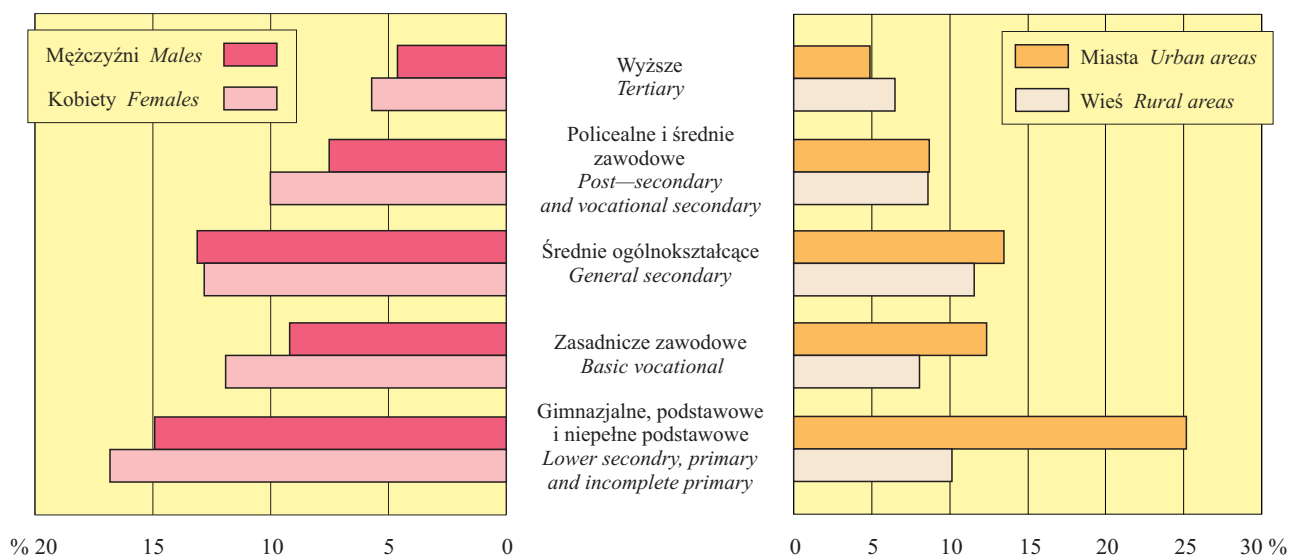 Mężczyźni Males
Kobiety Females
Wyższe
Tertiary
Policealne i średnie
zawodowe
Post—secondary
and vocational secondary
Średnie ogólnokształcące
General secondary
Zasadnicze zawodowe
Basic vocational
Gimnazjalne, podstawowe
i niepełne podstawowe
Lower secondry, primary
and incomplete primary
Miasta Urban areas
Wieś Rural areas
% 20 15 10 5 0
0 5 10 15 20 25 30 %